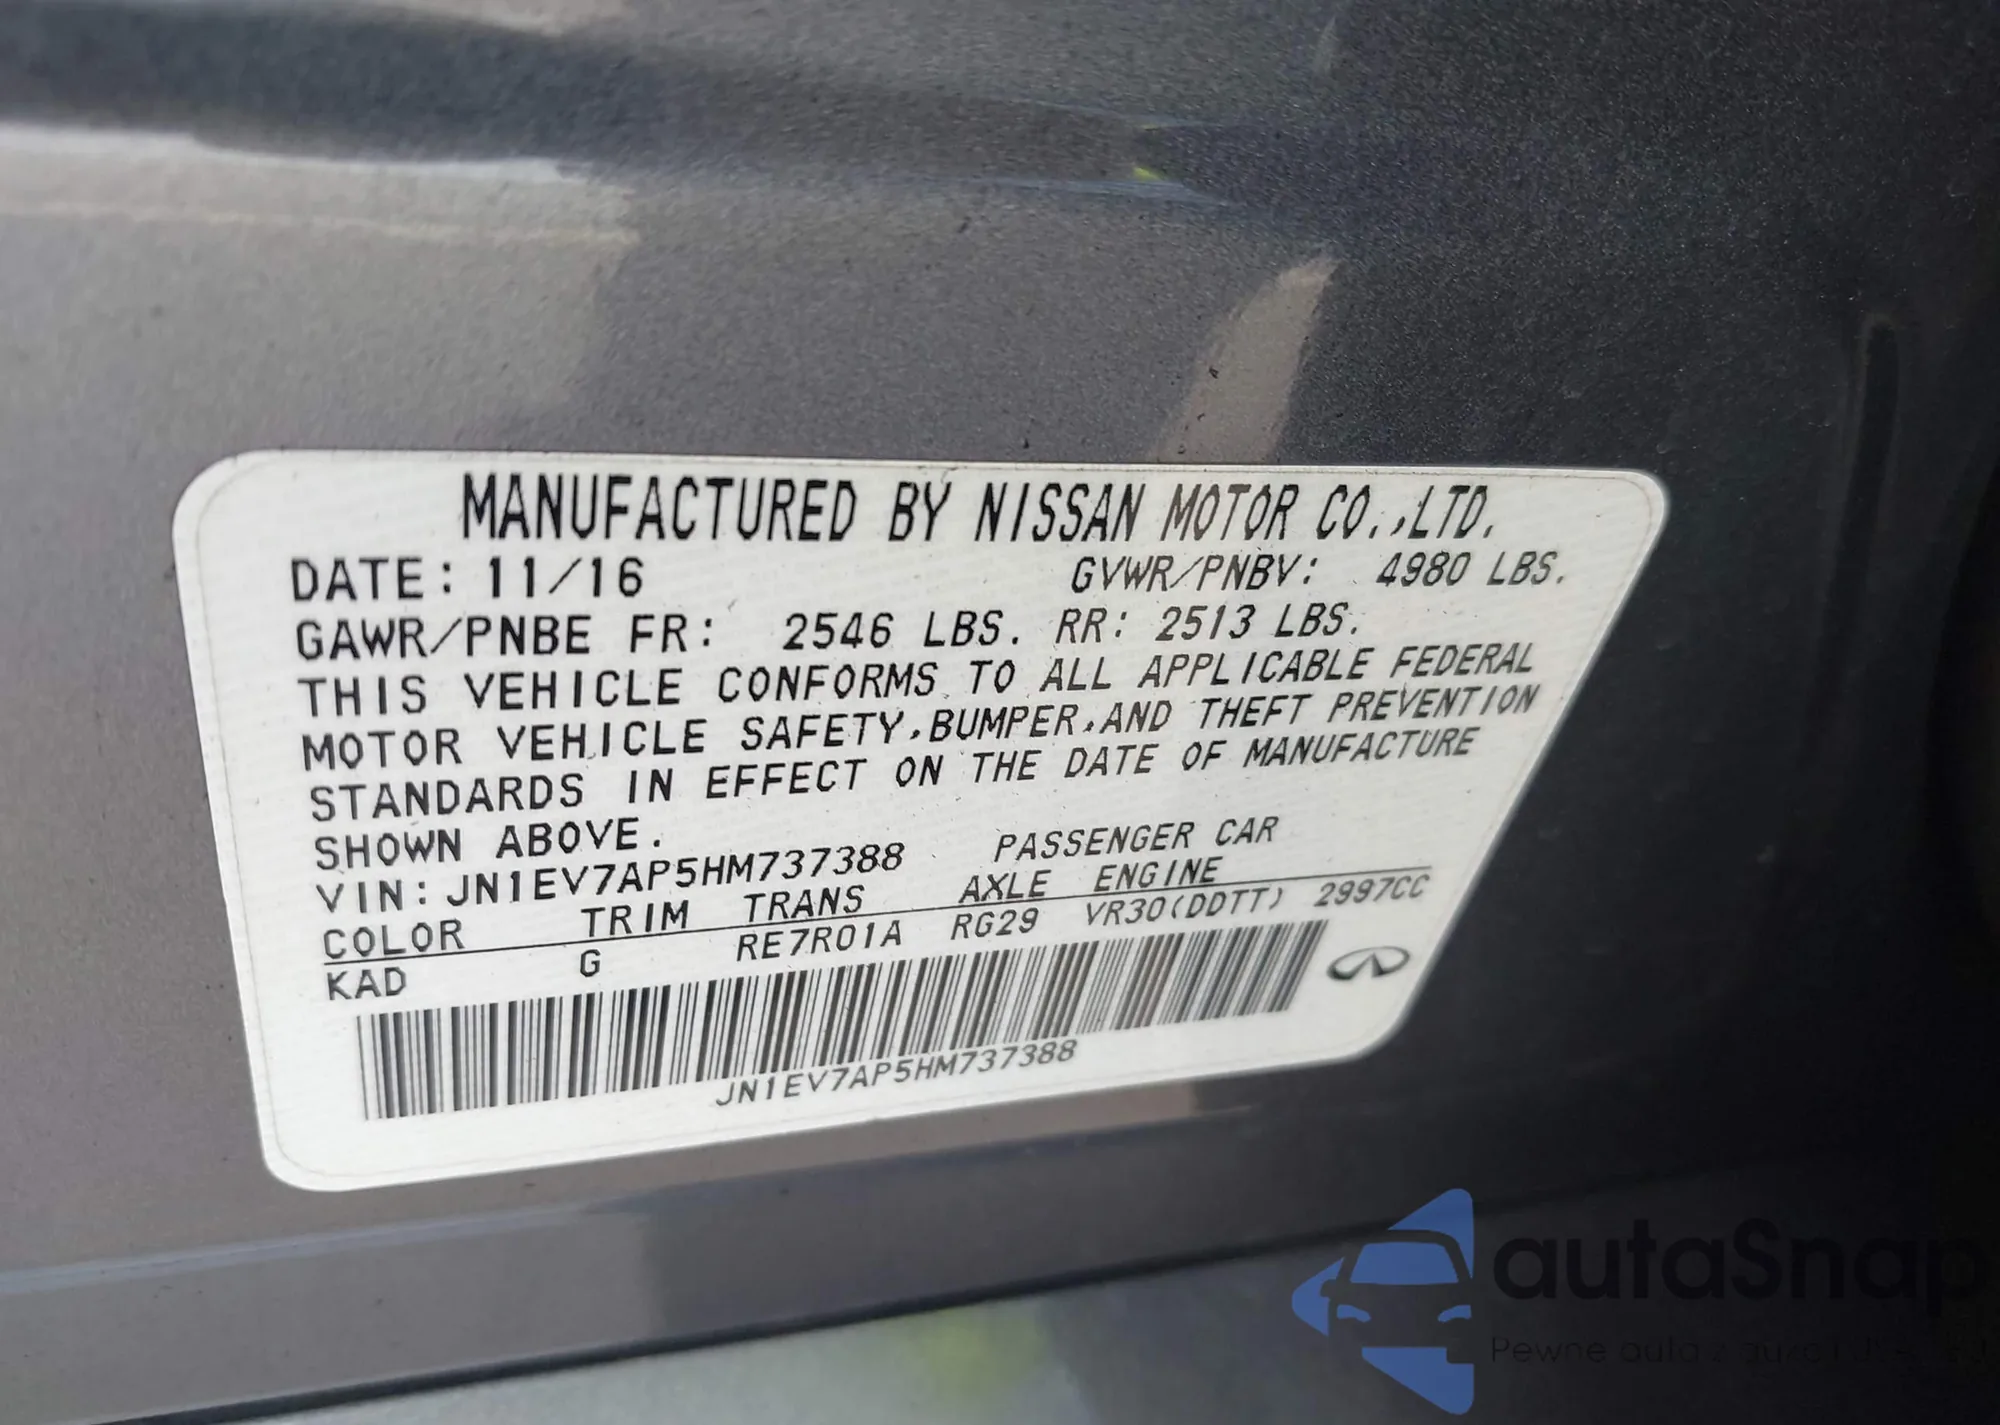 MANUFACTURED BY NISSAN MOTOR CO.,LTD.
DATE: 11/16 GVWR/PNBV: 4980 LBS.
GAWR/PNBE FR: 2546 LBS. RR: 2513 LBS.
THIS VEHICLE CONFORMS TO ALL APPLICABLE FEDERAL
MOTOR VEHICLE SAFETY,BUMPER,AND THEFT PREVENTION
STANDARDS IN EFFECT ON THE DATE OF MANUFACTURE
SHOWN ABOVE.
VIN: JN1EV7AP5HM737388 PASSENGER CAR
COLOR TRIM TRANS AXLE ENGINE
KAD G RE7R01A RG29 VR30(DDTT) 2997CC
JN1EV7AP5HM737388
autaSnap
Pewne auta z